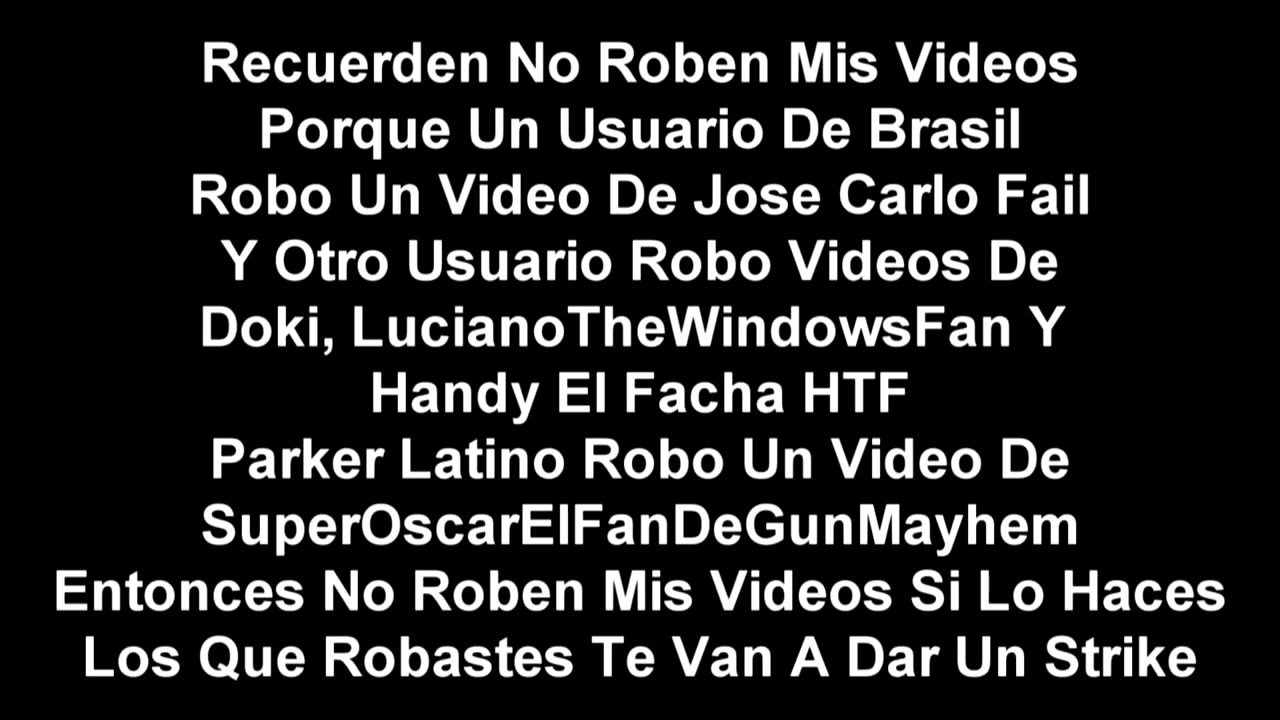 Recuerden No Roben Mis Videos
Porque Un Usuario De Brasil
Robo Un Video De Jose Carlo Fail
Y Otro Usuario Robo Videos De
Doki, LucianoTheWindowsFan Y
Handy El Facha HTF
Parker Latino Robo Un Video De
SuperOscarElFanDeGunMayhem
Entonces No Roben Mis Videos Si Lo Haces
Los Que Robastes Te Van A Dar Un Strike